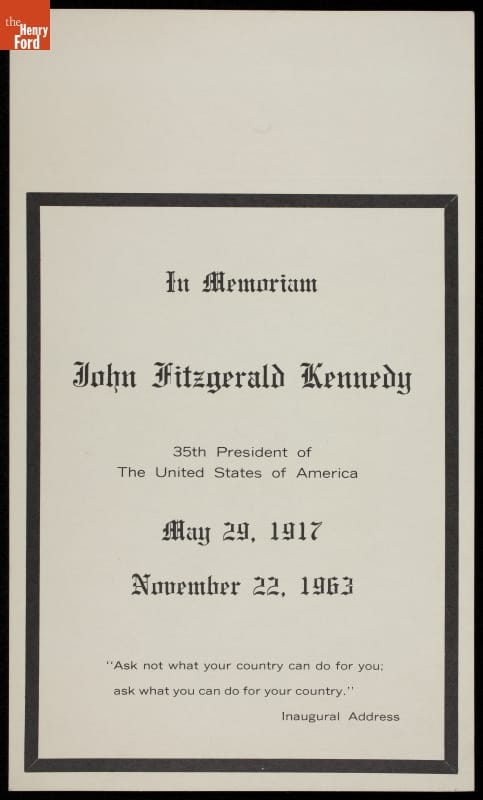 the
Henry
Ford
In Memoriam
John Fitzgerald Kennedy
35th President of
The United States of America
May 29, 1917
November 22, 1963
"Ask not what your country can do for you;
ask what you can do for your country."
Inaugural Address